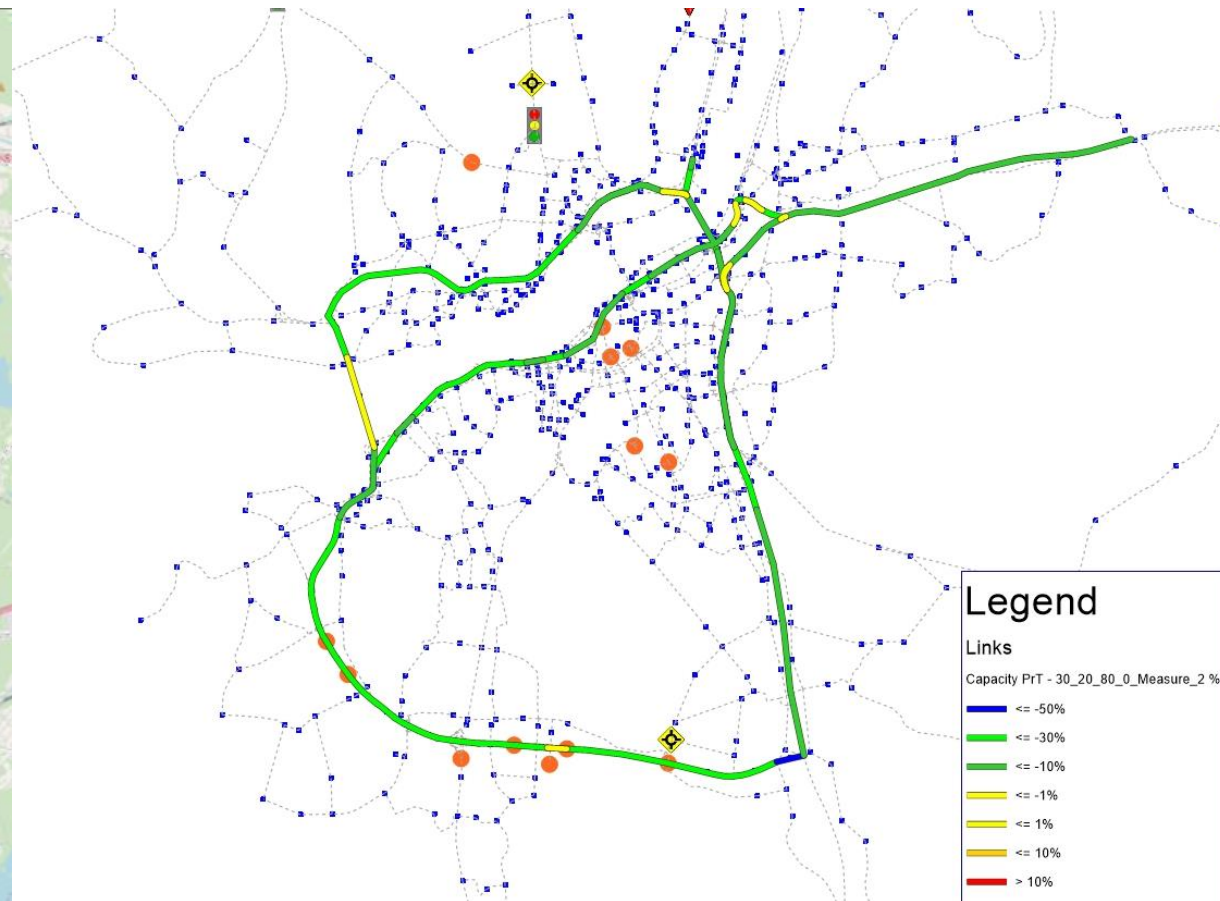 Legend
Links
Capacity PrT - 30_20_80_0_Measure_2 %
<= -50%
<= -30%
<= -10%
<= -1%
<= 1%
<= 10%
> 10%